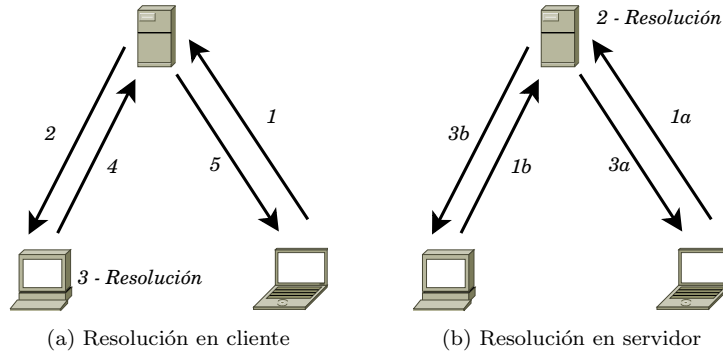 2 - Resolución
2
4
5
1
3b
1b
3a
1a
3 - Resolución
(a) Resolución en cliente
(b) Resolución en servidor